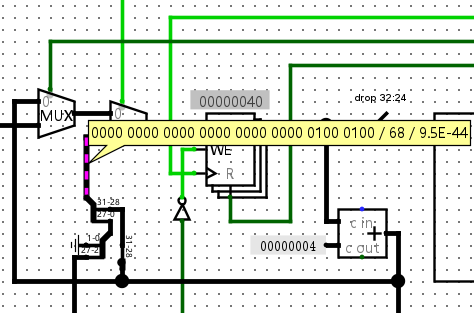 00000040
drop 32:24
0
MUX
0
0000 0000 0000 0000 0000 0000 0100 0100 / 68 / 9.5E-44
WE
R
31-28
27-0
1-0
27-2
31-28
00000004
c in
+
c out